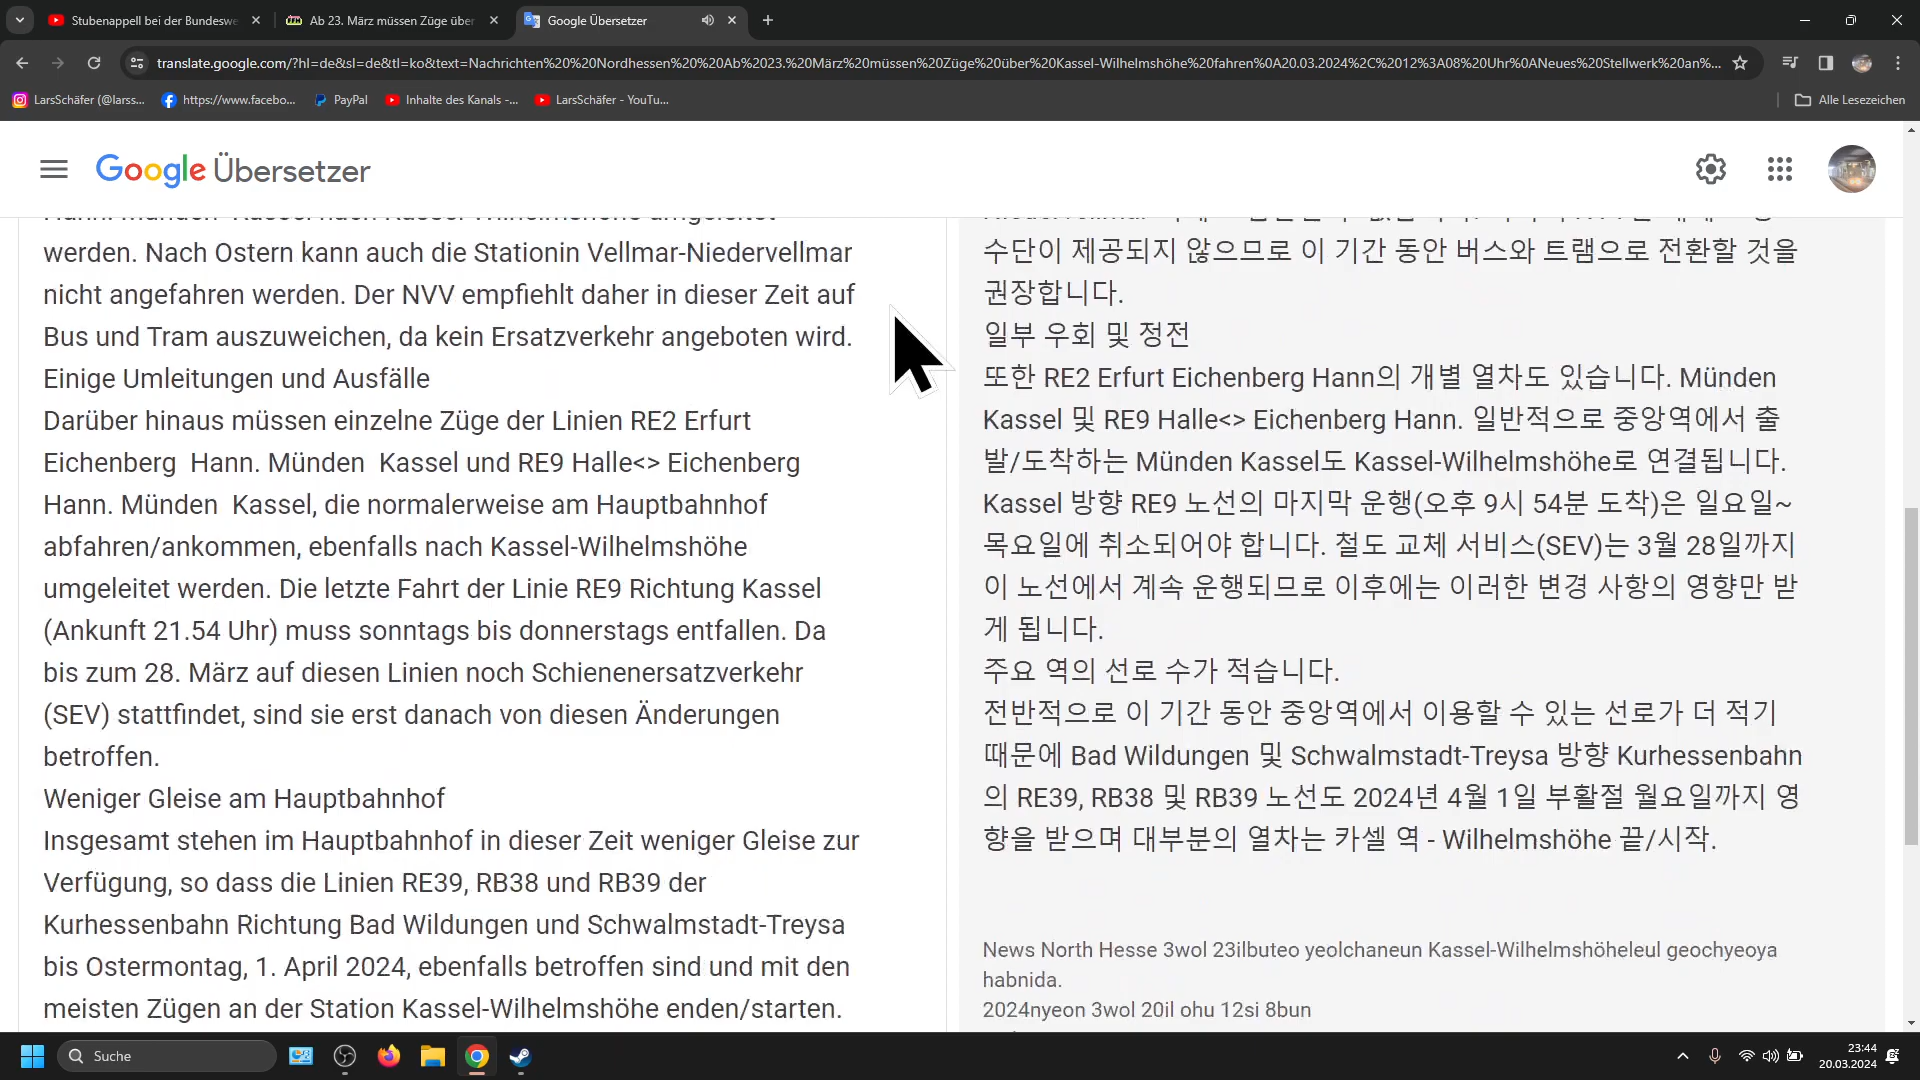 Stubenappell bei der Bundeswe
Ab 23. März müssen Züge über
Google Übersetzer
translate.google.com/?hl=de&sl=de&tl=ko&text=Nachrichten%20%20Nordhessen%20%20Ab%2023.%20März%20müssen%20Züge%20über%20Kassel-Wilhelmshöhe%20fahren%0A20.03.2024%2C%2012%3A08%20Uhr%0ANeues%20Stellwerk%20an%...
LarsSchäfer (@larss...
https://www.facebo...
PayPal
Inhalte des Kanals -...
LarsSchäfer - YouTu...
Alle Lesezeichen
Google Übersetzer
werden. Nach Ostern kann auch die Stationin Vellmar-Niedervellmar
nicht angefahren werden. Der NVV empfiehlt daher in dieser Zeit auf
Bus und Tram auszuweichen, da kein Ersatzverkehr angeboten wird.
Einige Umleitungen und Ausfälle
Darüber hinaus müssen einzelne Züge der Linien RE2 Erfurt
Eichenberg  Hann. Münden  Kassel und RE9 Halle<> Eichenberg
Hann. Münden  Kassel, die normalerweise am Hauptbahnhof
abfahren/ankommen, ebenfalls nach Kassel-Wilhelmshöhe
umgeleitet werden. Die letzte Fahrt der Linie RE9 Richtung Kassel
(Ankunft 21.54 Uhr) muss sonntags bis donnerstags entfallen. Da
bis zum 28. März auf diesen Linien noch Schienenersatzverkehr
(SEV) stattfindet, sind sie erst danach von diesen Änderungen
betroffen.
Weniger Gleise am Hauptbahnhof
Insgesamt stehen im Hauptbahnhof in dieser Zeit weniger Gleise zur
Verfügung, so dass die Linien RE39, RB38 und RB39 der
Kurhessenbahn Richtung Bad Wildungen und Schwalmstadt-Treysa
bis Ostermontag, 1. April 2024, ebenfalls betroffen sind und mit den
meisten Zügen an der Station Kassel-Wilhelmshöhe enden/starten.
수단이 제공되지 않으므로 이 기간 동안 버스와 트램으로 전환할 것을
권장합니다.
일부 우회 및 정전
또한 RE2 Erfurt Eichenberg Hann의 개별 열차도 있습니다. Münden
Kassel 및 RE9 Halle<> Eichenberg Hann. 일반적으로 중앙역에서 출
발/도착하는 Münden Kassel도 Kassel-Wilhelmshöhe로 연결됩니다.
Kassel 방향 RE9 노선의 마지막 운행(오후 9시 54분 도착)은 일요일~
목요일에 취소되어야 합니다. 철도 교체 서비스(SEV)는 3월 28일까지
이 노선에서 계속 운행되므로 이후에는 이러한 변경 사항의 영향만 받
게 됩니다.
주요 역의 선로 수가 적습니다.
전반적으로 이 기간 동안 중앙역에서 이용할 수 있는 선로가 더 적기
때문에 Bad Wildungen 및 Schwalmstadt-Treysa 방향 Kurhessenbahn
의 RE39, RB38 및 RB39 노선도 2024년 4월 1일 부활절 월요일까지 영
향을 받으며 대부분의 열차는 카셀 역 - Wilhelmshöhe 끝/시작.
News North Hesse 3wol 23ilbuteo yeolchaneun Kassel-Wilhelmshöheleul geochyeoya
habnida.
2024nyeon 3wol 20il ohu 12si 8bun
Suche
23:44
20.03.2024